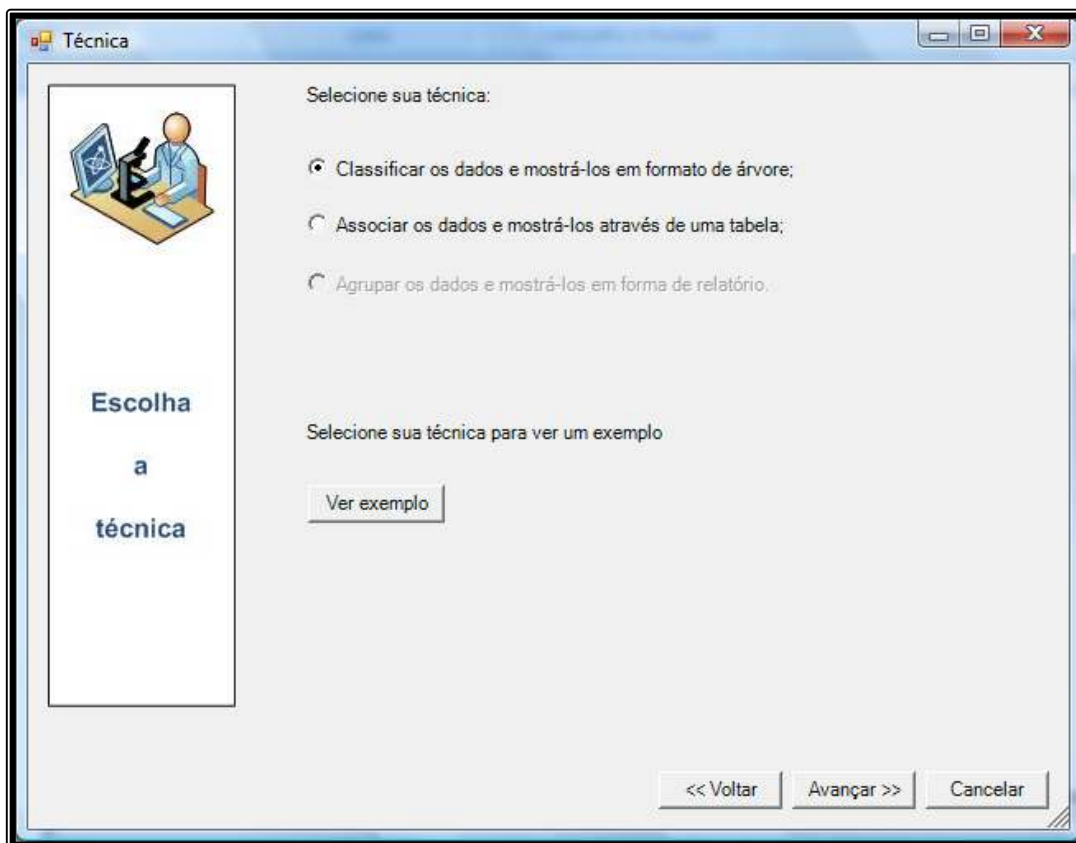 Técnica
Selecione sua técnica:
Classificar os dados e mostrá-los em formato de árvore;
Associar os dados e mostrá-los através de uma tabela;
Agrupar os dados e mostrá-los em forma de relatório.
Escolha
a
técnica
Selecione sua técnica para ver um exemplo
Ver exemplo
<< Voltar
Avançar >>
Cancelar